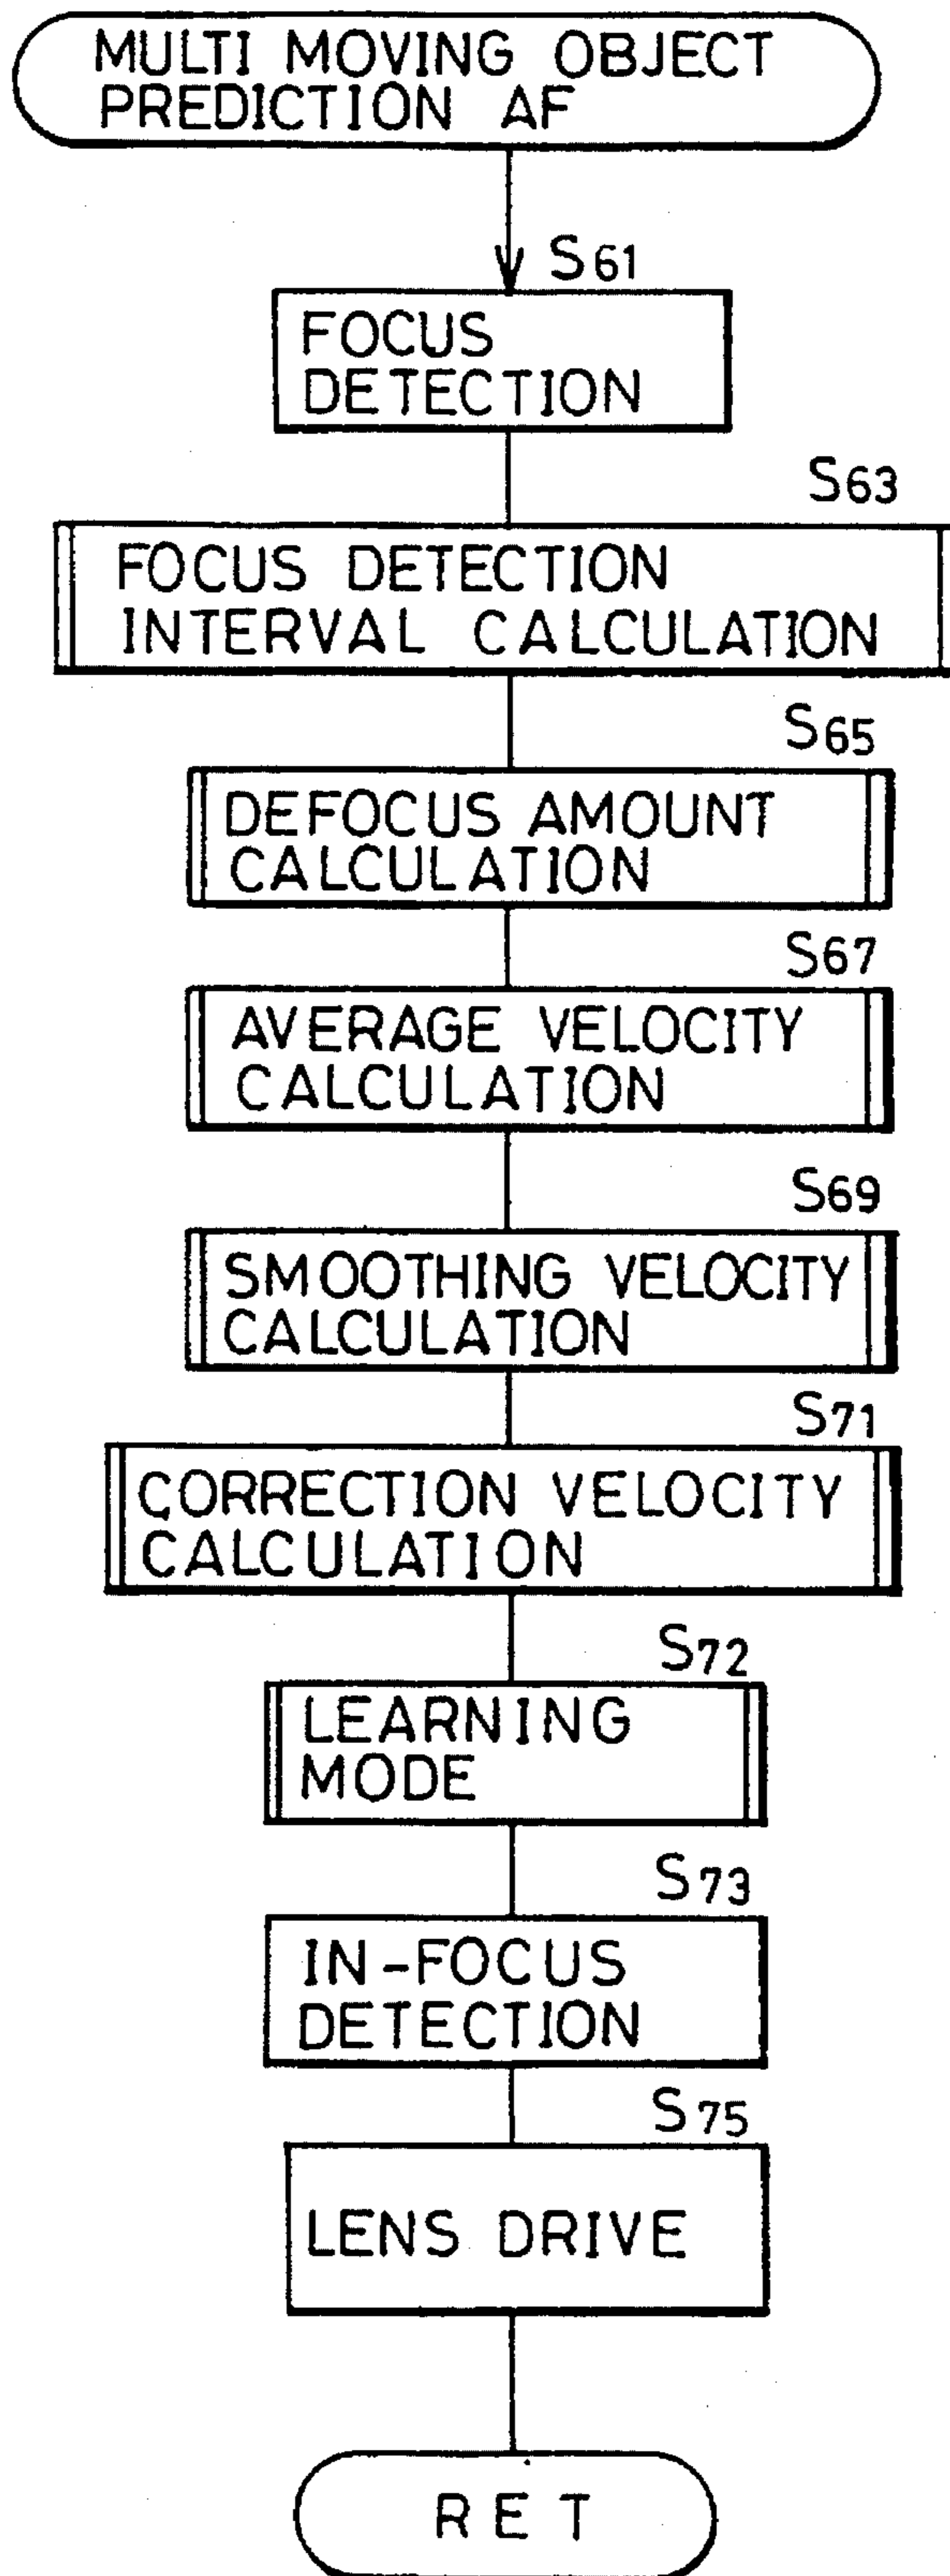 MULTI MOVING OBJECT
PREDICTION AF
S61
FOCUS
DETECTION
S63
FOCUS DETECTION
INTERVAL CALCULATION
S65
DEFOCUS AMOUNT
CALCULATION
S67
AVERAGE VELOCITY
CALCULATION
S69
SMOOTHING VELOCITY
CALCULATION
S71
CORRECTION VELOCITY
CALCULATION
S72
LEARNING
MODE
S73
IN-FOCUS
DETECTION
S75
LENS DRIVE
RET